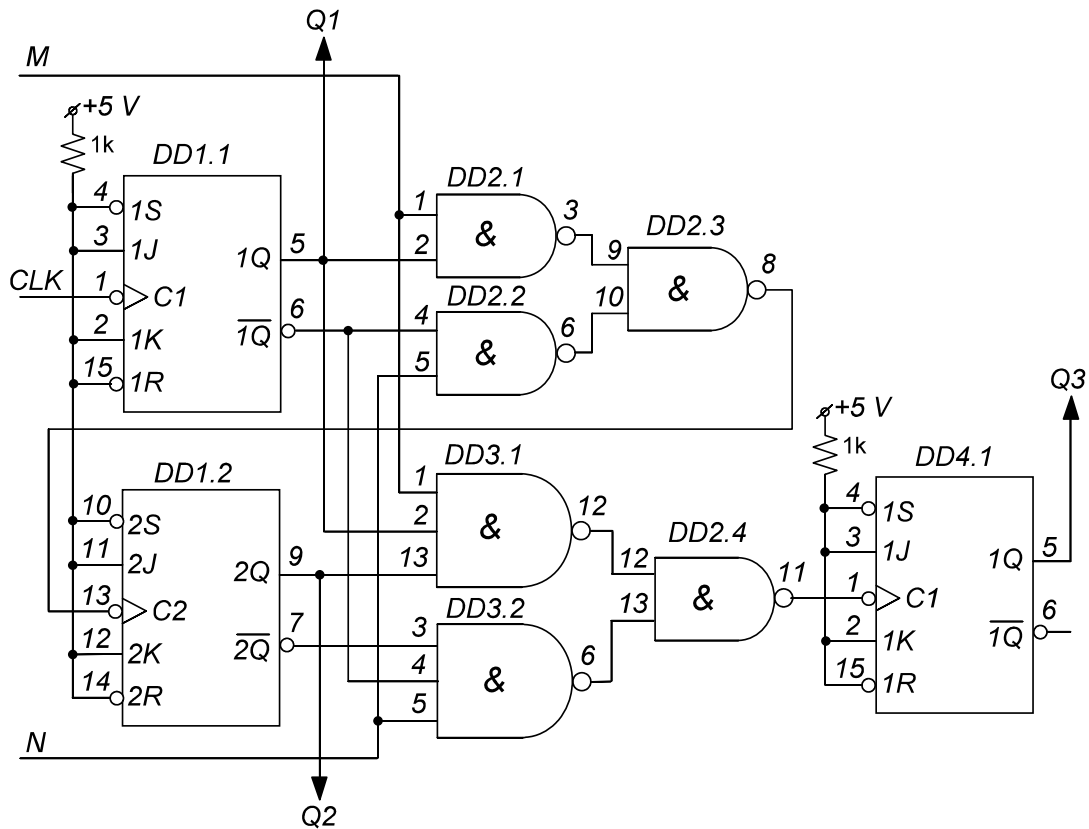 Q1
M
+5 V
1k
DD1.1
4 1S
3 1J
CLK 1 C1
2 1K
15 1R
1Q 5
1Q 6
DD2.1
1
2
&
3
DD2.2
4
5
&
6
DD2.3
9
10
&
8
DD1.2
10 2S
11 2J
13 C2
12 2K
14 2R
2Q 9
2Q 7
DD3.1
1
2
13
&
12
DD3.2
3
4
5
&
6
DD2.4
12
13
&
11
+5 V
1k
DD4.1
4 1S
3 1J
1 C1
2 1K
15 1R
1Q 5
1Q 6
Q3
N
Q2